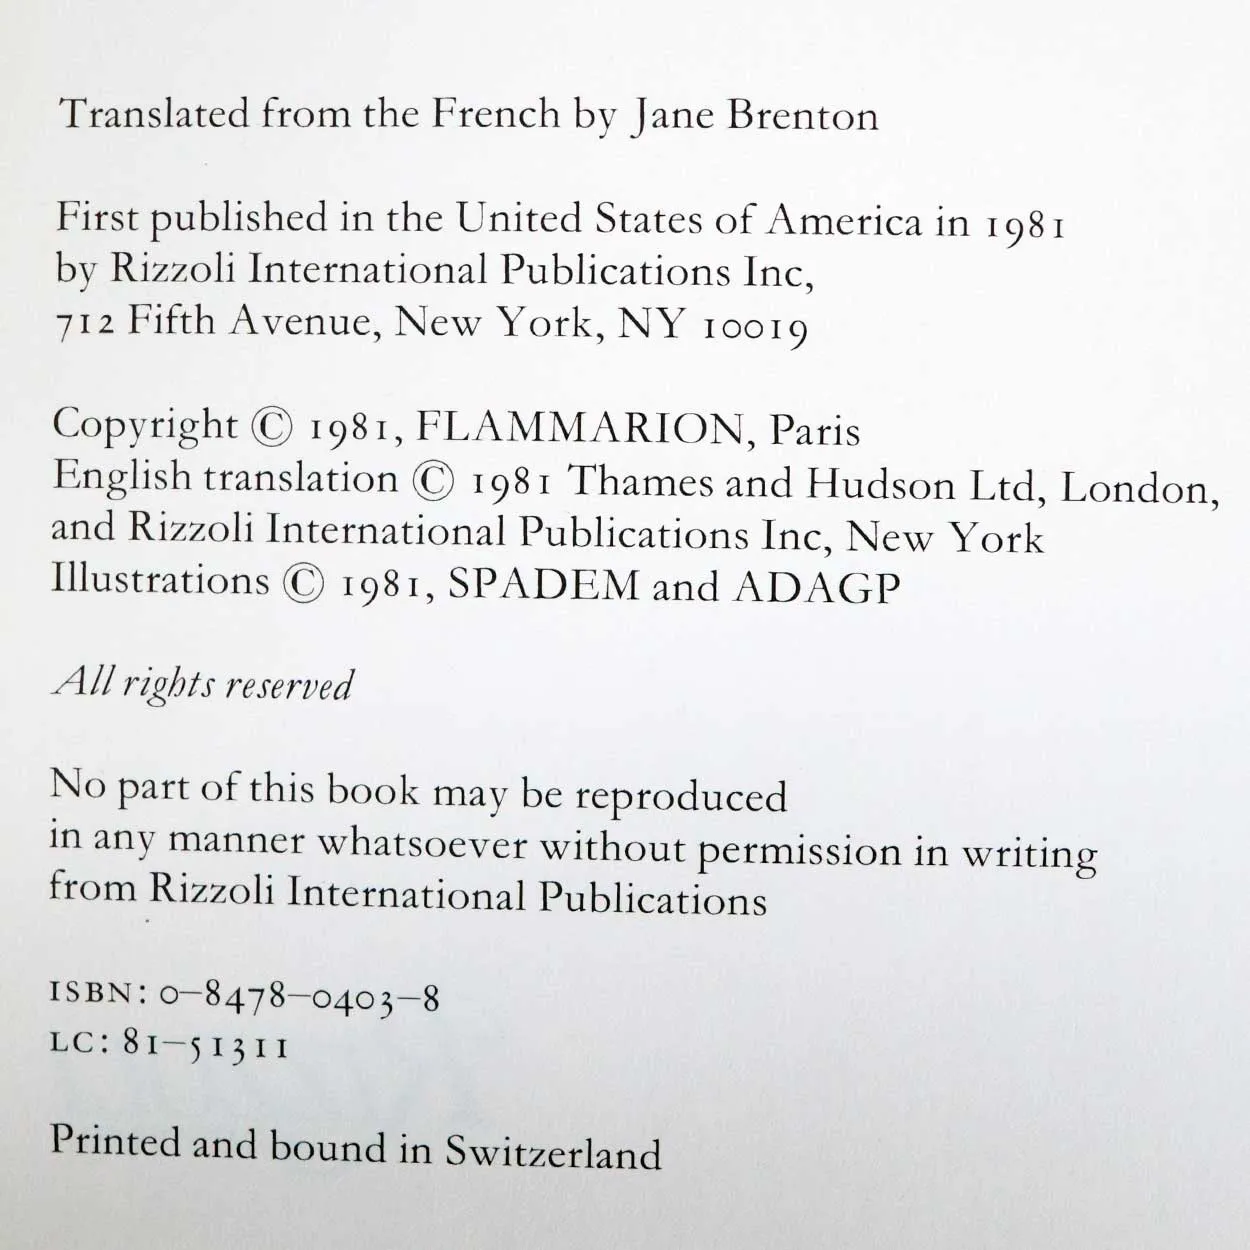 Translated from the French by Jane Brenton
First published in the United States of America in 1981
by Rizzoli International Publications Inc,
712 Fifth Avenue, New York, NY 10019
Copyright © 1981, FLAMMARION, Paris
English translation © 1981 Thames and Hudson Ltd, London,
and Rizzoli International Publications Inc, New York
Illustrations © 1981, SPADEM and ADAGP
All rights reserved
No part of this book may be reproduced
in any manner whatsoever without permission in writing
from Rizzoli International Publications
ISBN: 0–8478–0403–8
LC: 81–51311
Printed and bound in Switzerland